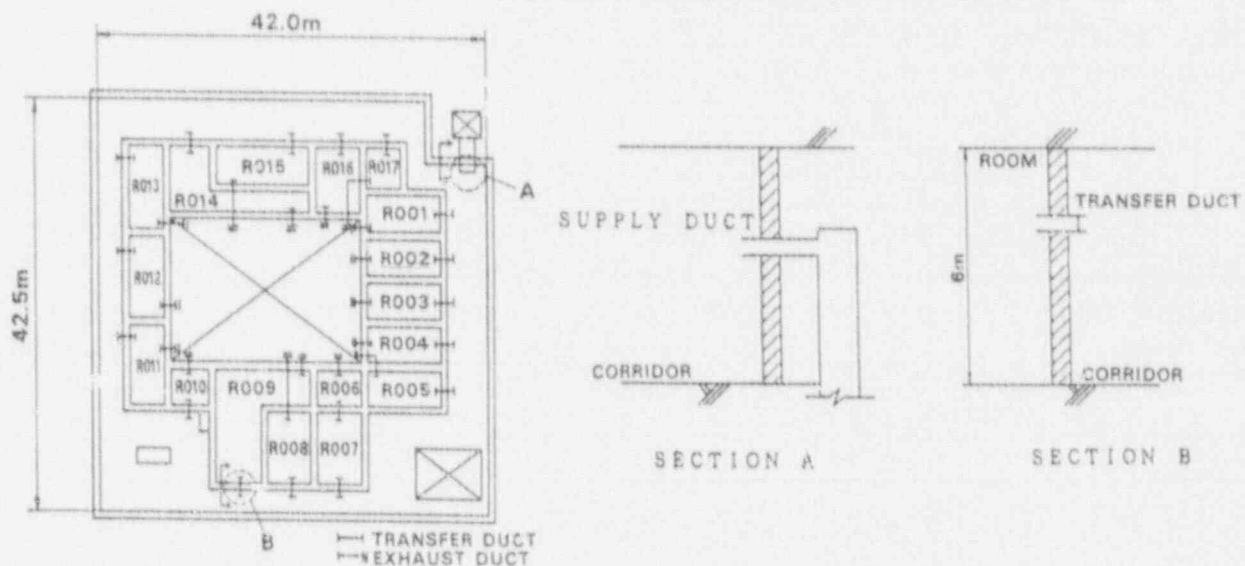 42.0m
42.5m
R013
R014
R015
R016
R017
A
R001
R002
R012
R003
R004
R011
R010
R009
R006
R005
R008
R007
B
TRANSFER DUCT
EXHAUST DUCT
SUPPLY DUCT
CORRIDOR
SECTION A
ROOM
TRANSFER DUCT
6m
CORRIDOR
SECTION B